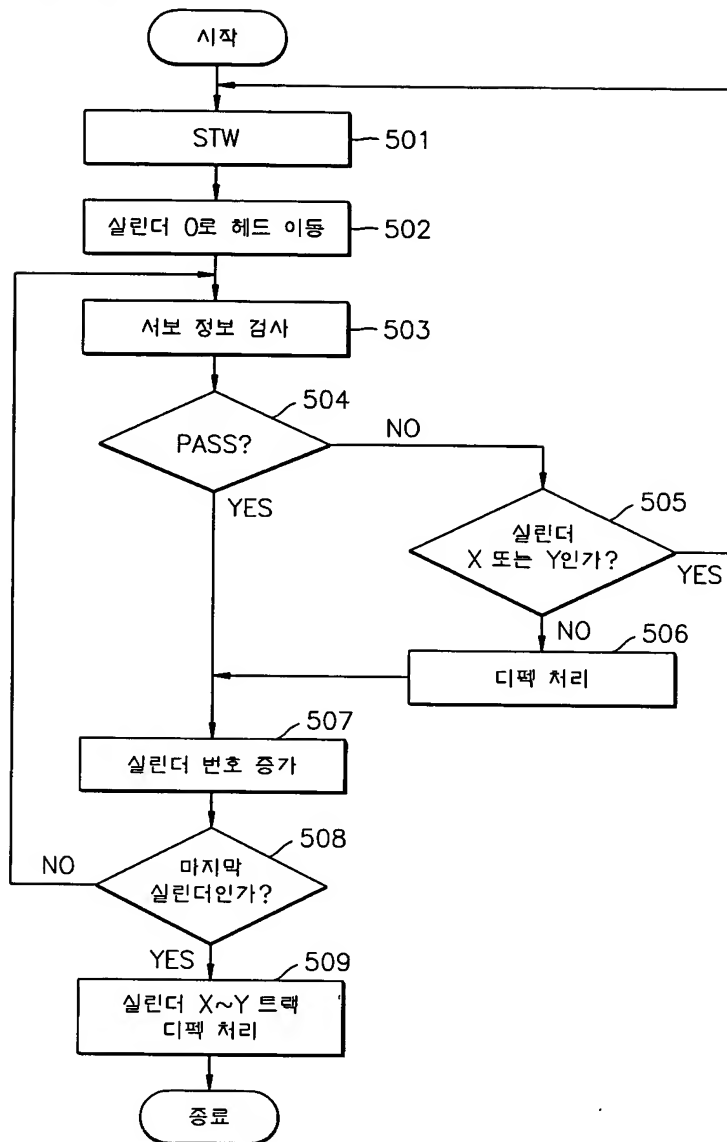 시작
STW
501
실린더 0로 헤드 이동
502
서보 정보 검사
503
504
PASS?
NO
YES
505
실린더
X 또는 Y인가?
YES
NO
506
디펙 처리
507
실린더 번호 증가
508
마지막
실린더인가?
NO
YES
509
실린더 X~Y 트랙
디펙 처리
종료